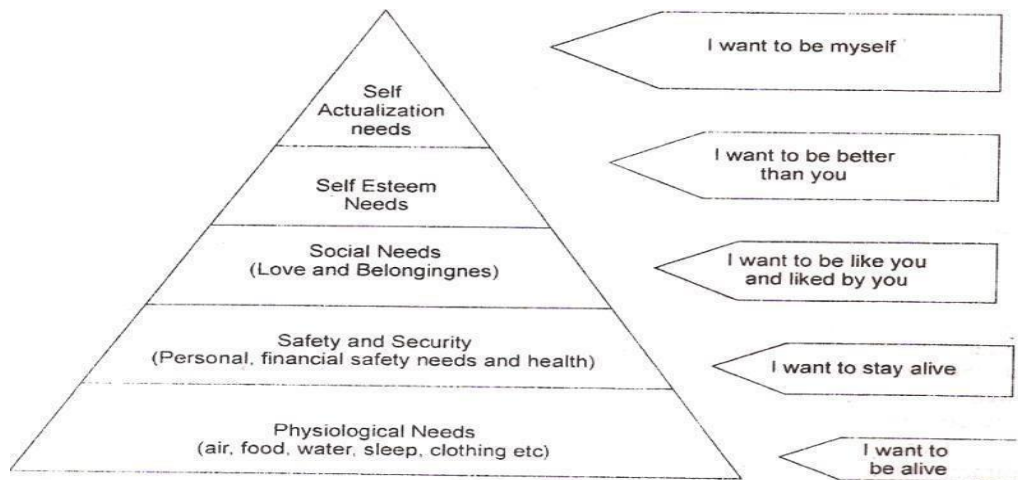 I want to be myself
Self
Actualization
needs
I want to be better
than you
Self Esteem
Needs
Social Needs
(Love and Belongingnes)
I want to be like you
and liked by you
Safety and Security
(Personal, financial safety needs and health)
I want to stay alive
Physiological Needs
(air, food, water, sleep, clothing etc)
I want to
be alive